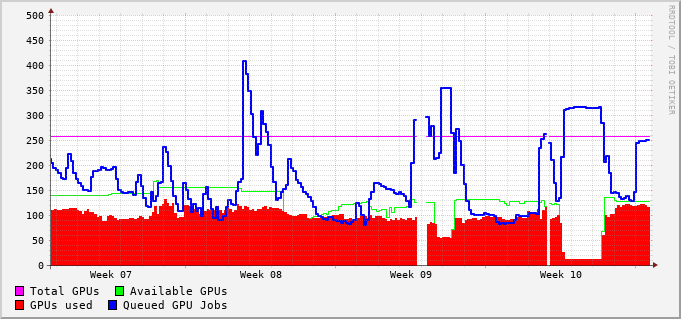 500
450
400
350
300
250
200
150
100
50
0
Week 07 Week 08 Week 09 Week 10
Total GPUs Available GPUs
GPUs used Queued GPU Jobs
RRDTOOL / TOBI OETIKER